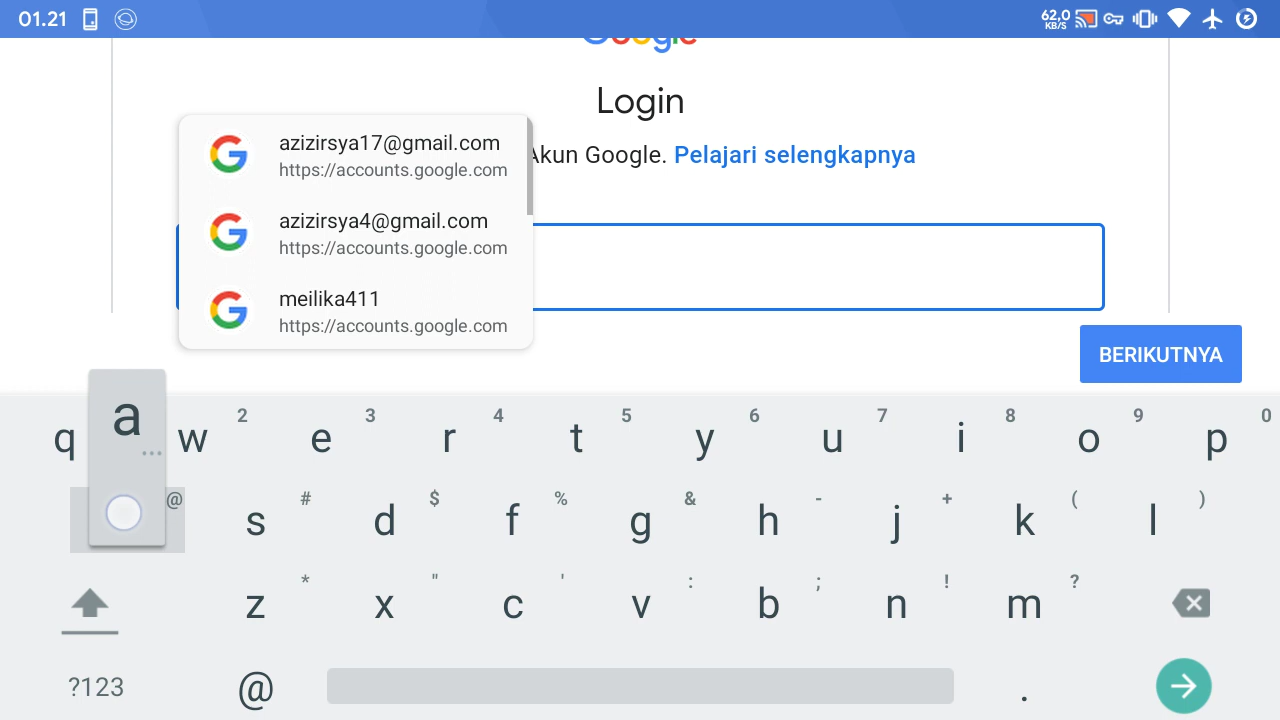 01.21
62,0
KB/S
Google
Login
Akun Google. Pelajari selengkapnya
azizirsya17@gmail.com
https://accounts.google.com
azizirsya4@gmail.com
https://accounts.google.com
meilika411
https://accounts.google.com
BERIKUTNYA
q w 2 e 3 r 4 t 5 y 6 u 7 i 8 o 9 p 0
a ... @ s # d $ f % g & h - j + k ( l )
z * x " c ' v : b ; n ! m ?
?123 @ .